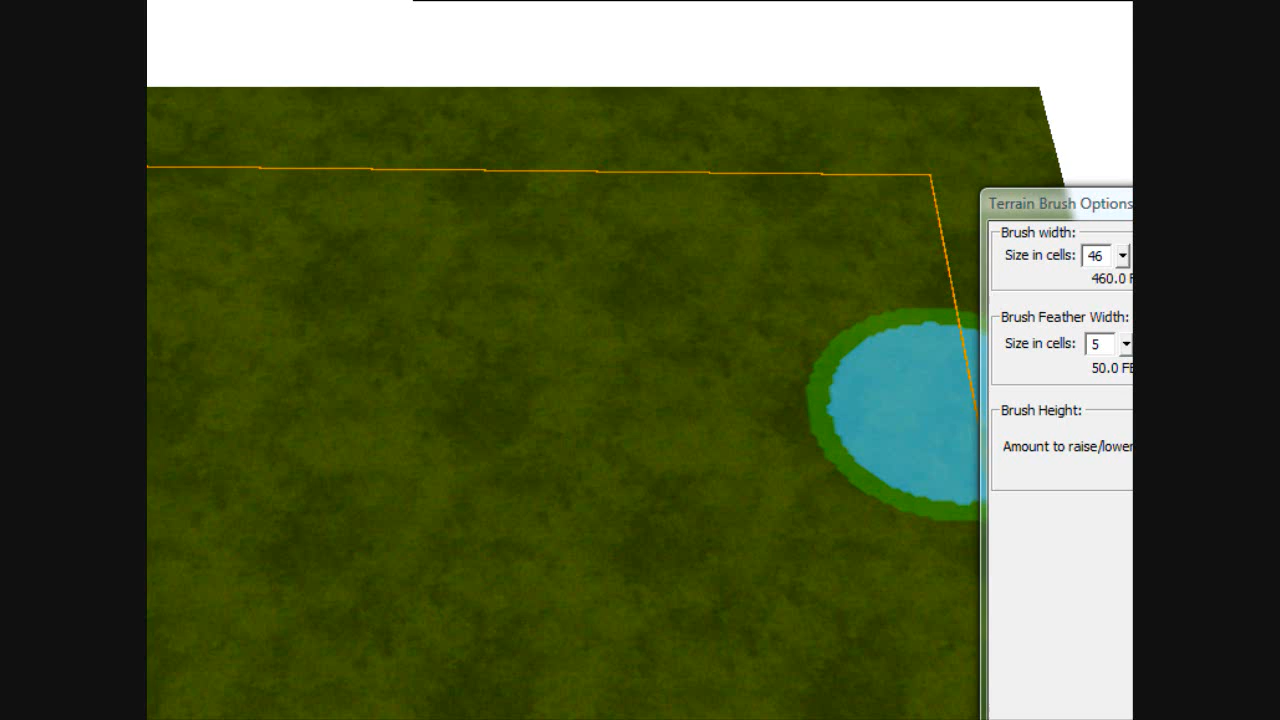 Terrain Brush Options
Brush width:
Size in cells: 46
460.0 F
Brush Feather Width:
Size in cells: 5
50.0 FE
Brush Height:
Amount to raise/lower